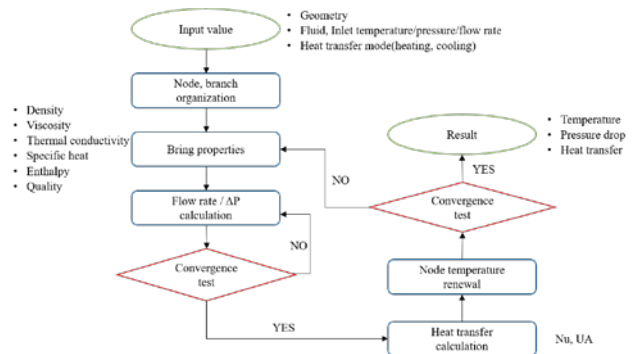 Input value
• Geometry
• Fluid, Inlet temperature/pressure/flow rate
• Heat transfer mode(heating, cooling)
Node, branch
organization
• Density
• Viscosity
• Thermal conductivity
• Specific heat
• Enthalpy
• Quality
Bring properties
Flow rate / ΔP
calculation
NO
Convergence
test
YES
Heat transfer
calculation
Nu, UA
Node temperature
renewal
Convergence
test
NO
YES
Result
• Temperature
• Pressure drop
• Heat transfer